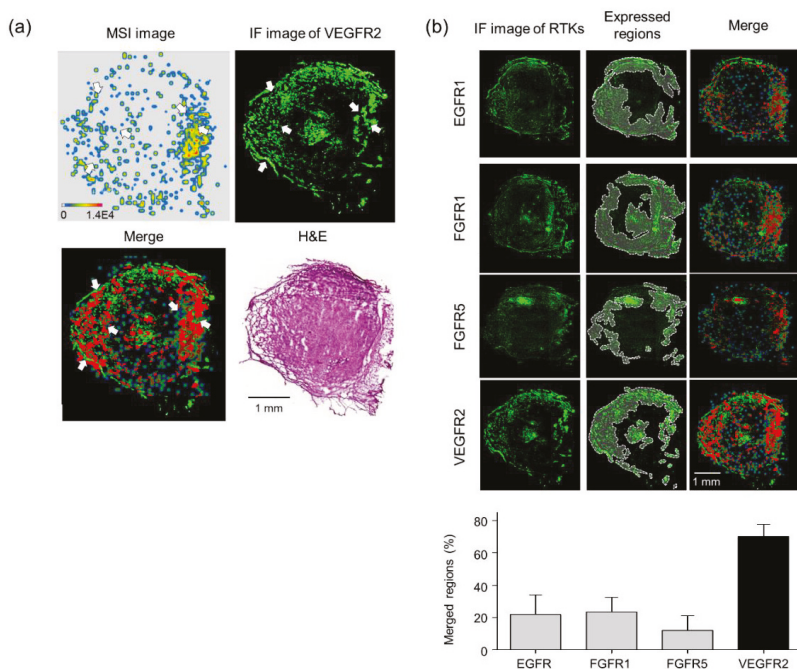 (a)
MSI image
IF image of VEGFR2
0 1.4E4
Merge
H&E
1 mm
(b)
IF image of RTKs
Expressed regions
Merge
EGFR1
FGFR1
FGFR5
VEGFR2
1 mm
Merged regions (%)
80
60
40
20
0
EGFR FGFR1 FGFR5 VEGFR2